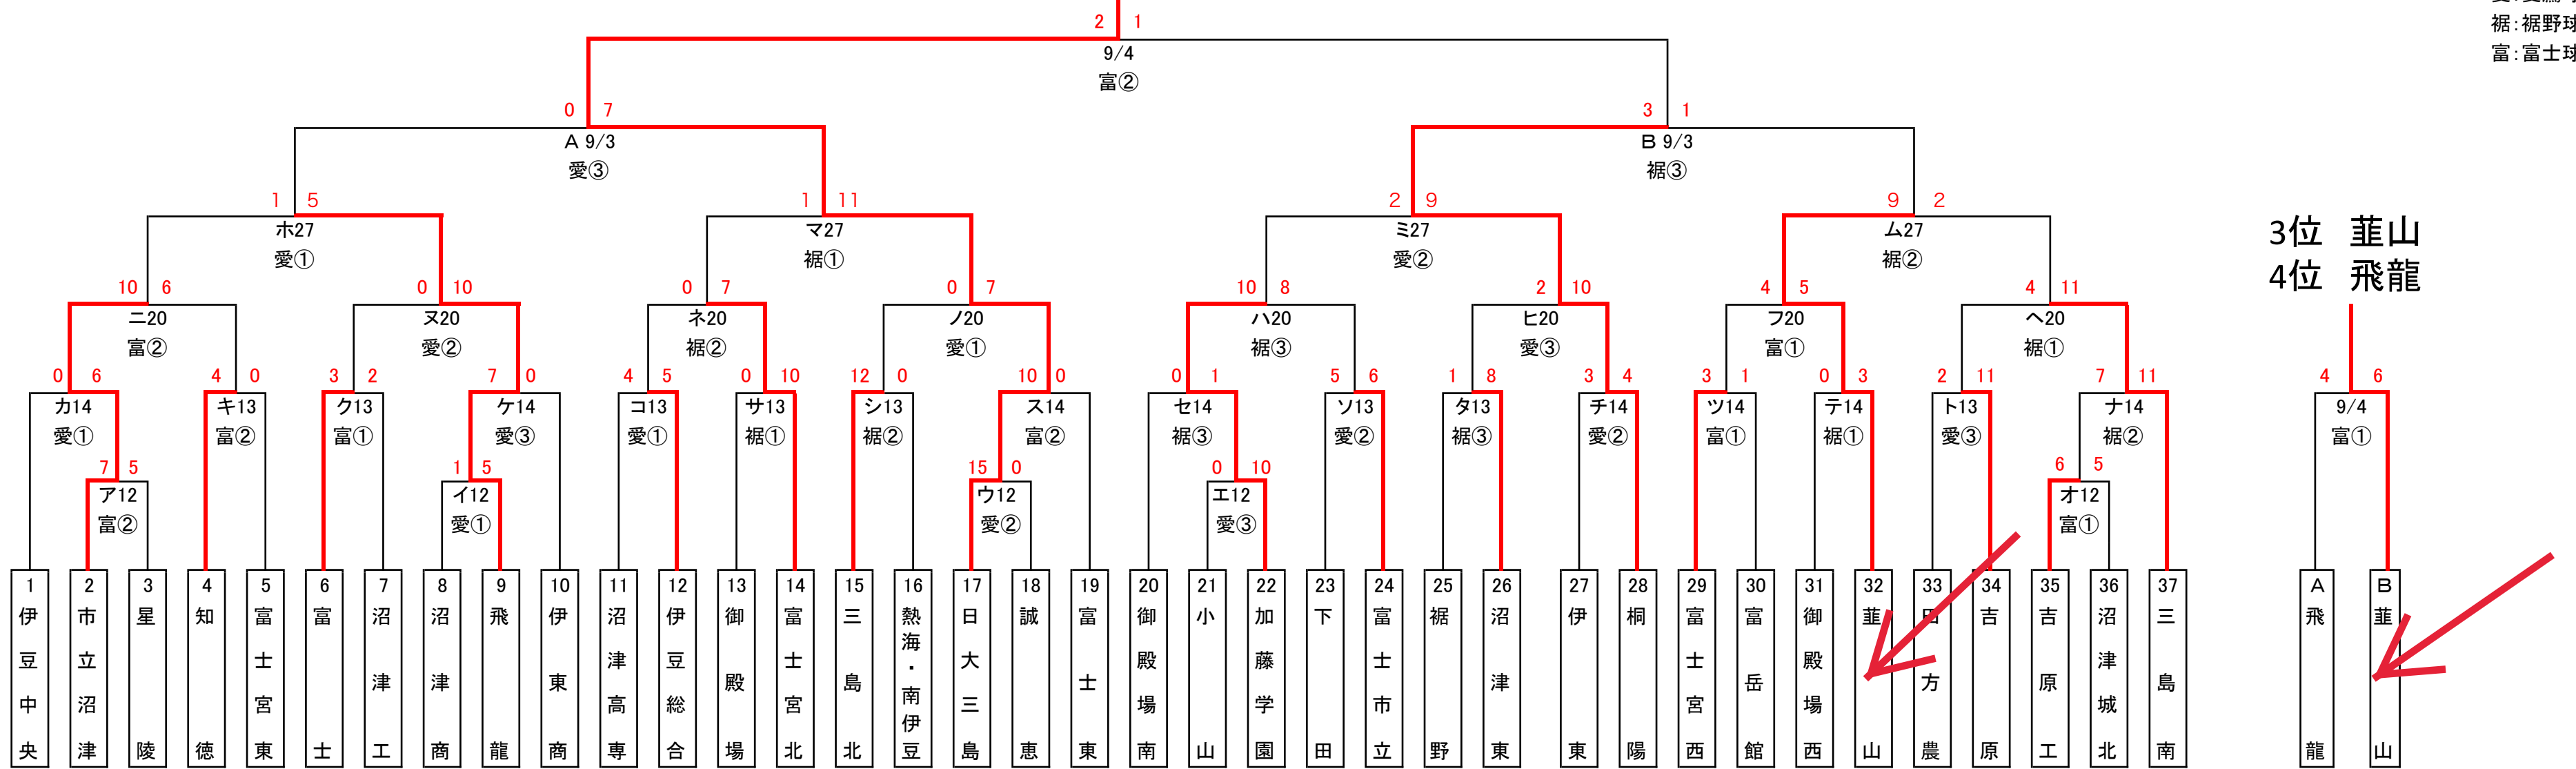 2 1
9/4
富②
裾:裾野球
富:富士球
0 7
A 9/3
愛③
3 1
B 9/3
裾③
1 5
ホ27
愛①
1 11
マ27
裾①
2 9
ミ27
愛②
9 2
ム27
裾②
3位 韮山
4位 飛龍
10 6
ニ20
富②
0 10
ヌ20
愛②
0 7
ネ20
裾②
0 7
ノ20
愛①
10 8
ハ20
裾③
2 10
ヒ20
愛③
4 5
フ20
富①
4 11
ヘ20
裾①
0 6
カ14
愛①
4 0
キ13
富②
3 2
ク13
富①
7 0
ケ14
愛③
4 5
コ13
愛①
0 10
サ13
裾①
12 0
シ13
裾②
10 0
ス14
富②
0 1
セ14
裾③
5 6
ソ13
愛②
1 8
タ13
裾③
3 4
チ14
愛②
3 1
ツ14
富①
0 3
テ14
裾①
2 11
ト13
愛③
7 11
ナ14
裾②
4 6
9/4
富①
7 5
ア12
富②
1 5
イ12
愛①
15 0
ウ12
愛②
0 10
エ12
愛③
6 5
オ12
富①
1 伊豆中央
2 市立沼津
3 星陵
4 知徳
5 富士宮東
6 富士
7 沼津工
8 沼津商
9 飛龍
10 伊東商
11 沼津高専
12 伊豆総合
13 御殿場
14 富士宮北
15 三島北
16 熱海・南伊豆
17 日大三島
18 誠恵
19 富士東
20 御殿場南
21 小山
22 加藤学園
23 下田
24 富士市立
25 裾野
26 沼津東
27 伊東
28 桐陽
29 富士宮西
30 富岳館
31 御殿場西
32 韮山
33 田方農
34 吉原
35 吉原工
36 沼津城北
37 三島南
A 飛龍
B 韮山